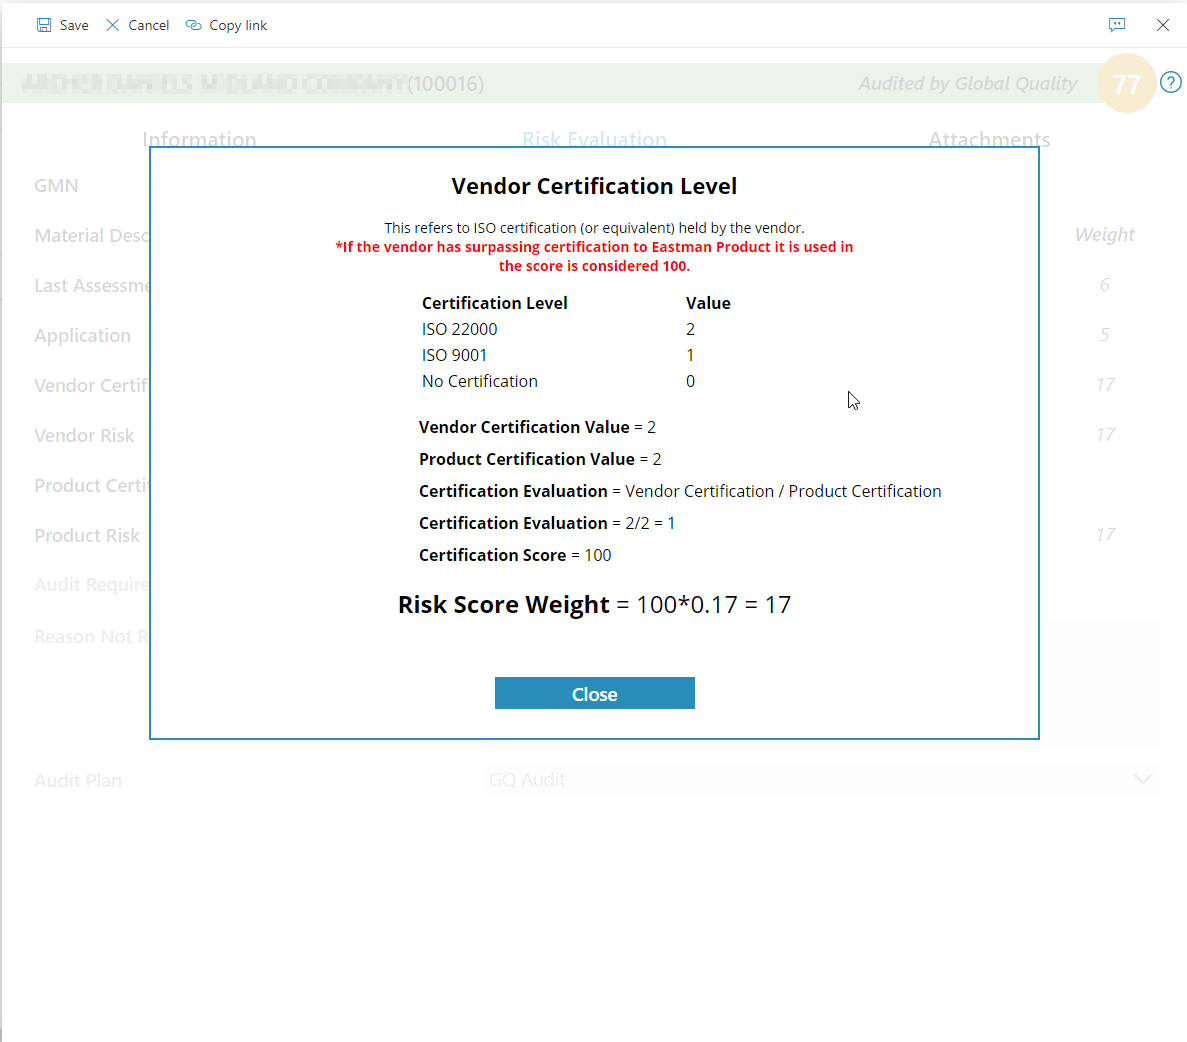 Save Cancel Copy link
(100016) Audited by Global Quality 77 ?
Information Risk Evaluation Attachments
GMN
Material Desc
Weight
Last Assessme
6
Application
5
Vendor Certif
17
Vendor Risk
17
Product Certi
Product Risk
17
Audit Require
Reason Not R
Audit Plan
GQ Audit
Vendor Certification Level
This refers to ISO certification (or equivalent) held by the vendor.
*If the vendor has surpassing certification to Eastman Product it is used in
the score is considered 100.
Certification Level Value
ISO 22000 2
ISO 9001 1
No Certification 0
Vendor Certification Value = 2
Product Certification Value = 2
Certification Evaluation = Vendor Certification / Product Certification
Certification Evaluation = 2/2 = 1
Certification Score = 100
Risk Score Weight = 100*0.17 = 17
Close